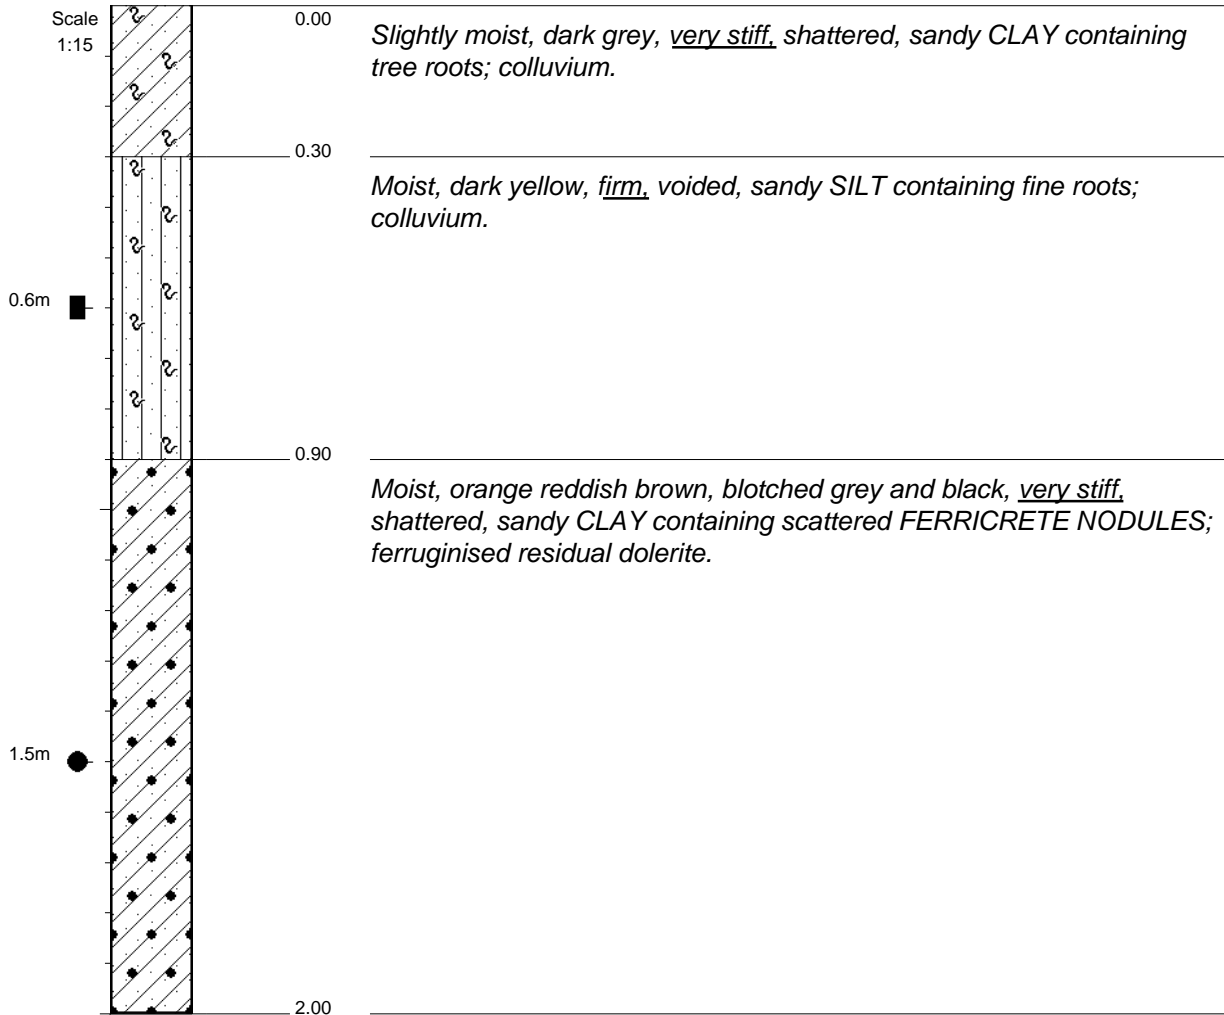 Scale
1:15
0.00
Slightly moist, dark grey, very stiff, shattered, sandy CLAY containing
tree roots; colluvium.
0.30
Moist, dark yellow, firm, voided, sandy SILT containing fine roots;
colluvium.
0.6m
0.90
Moist, orange reddish brown, blotched grey and black, very stiff,
shattered, sandy CLAY containing scattered FERRICRETE NODULES;
ferruginised residual dolerite.
1.5m
2.00